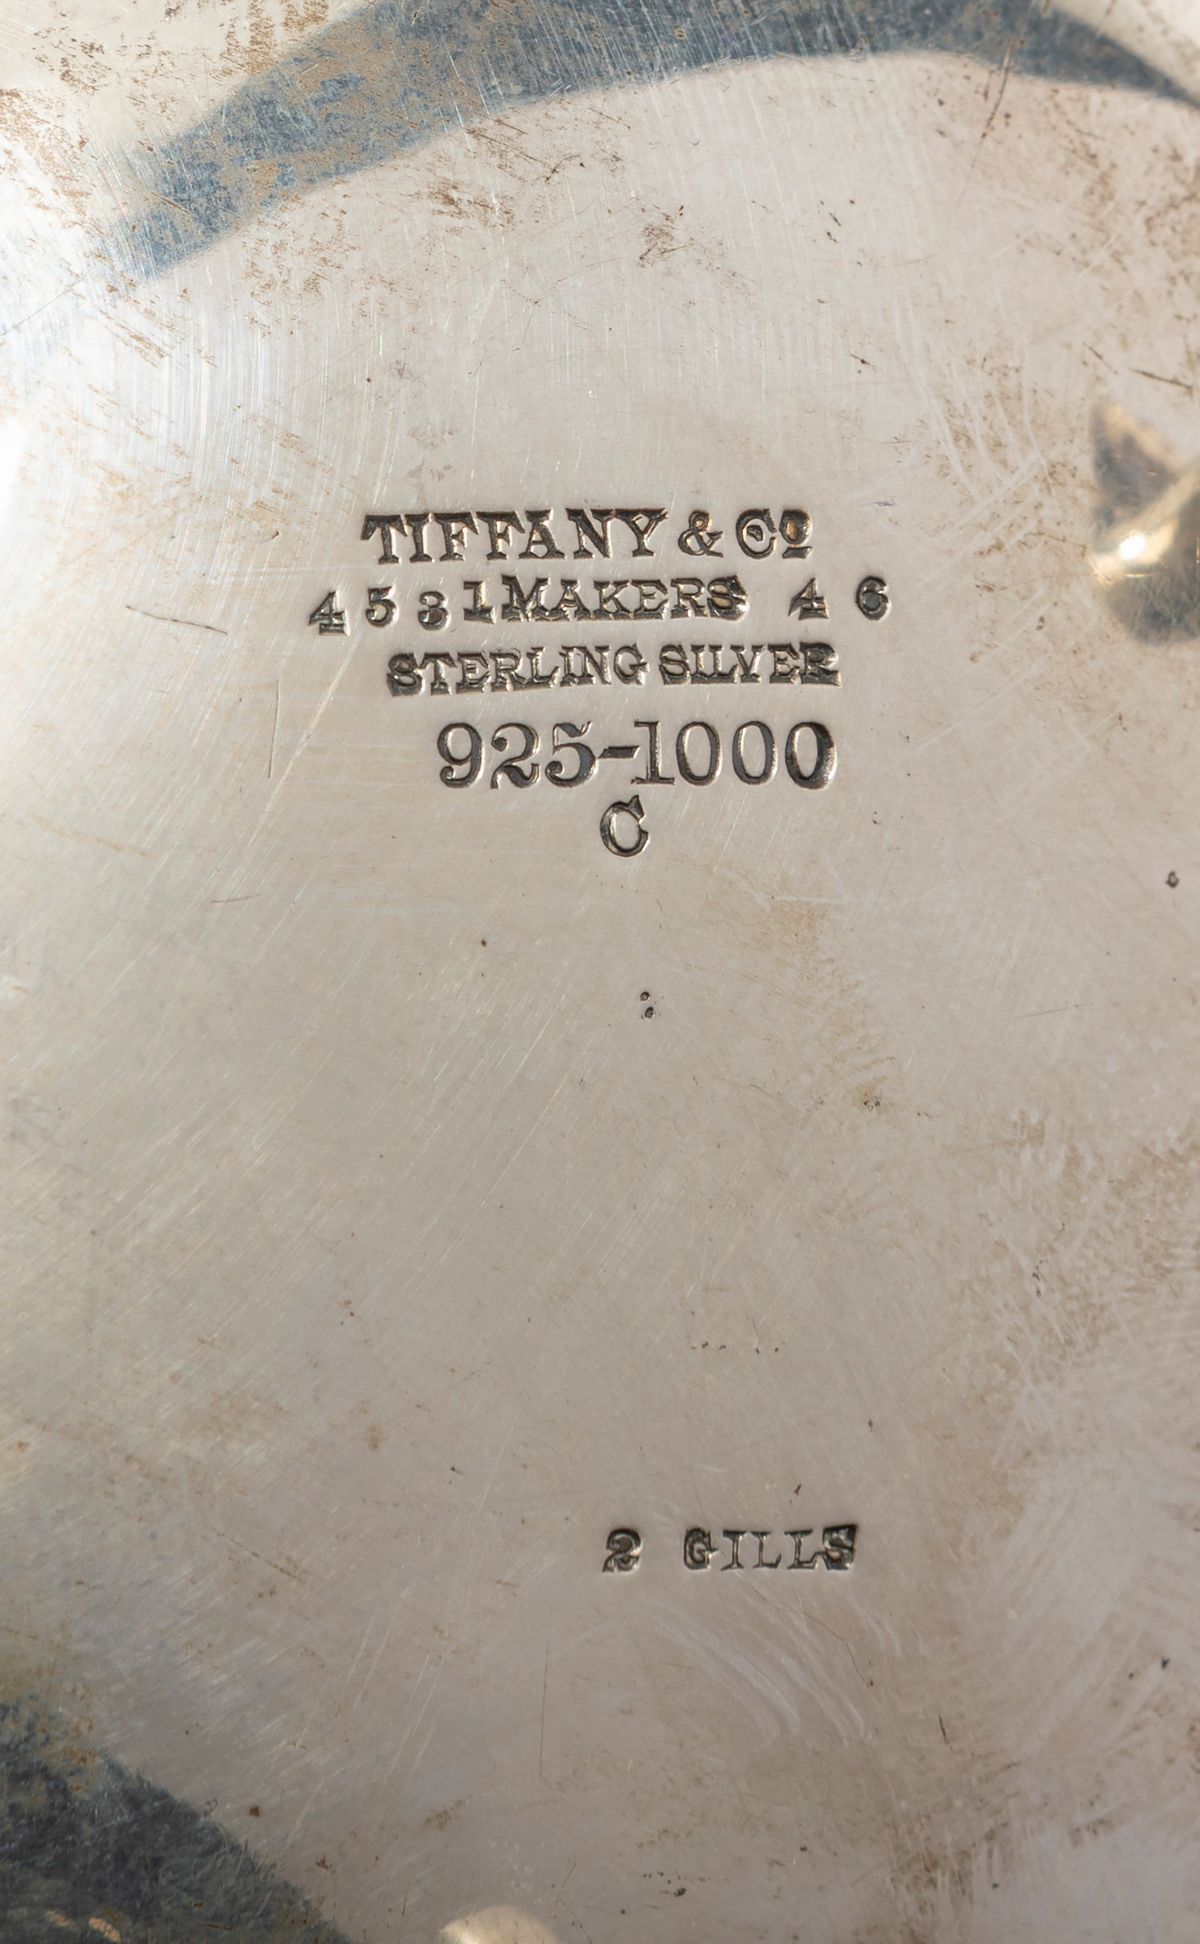 TIFFANY & Co
4531 MAKERS 46
STERLING SILVER
925-1000
C
2 GILLS